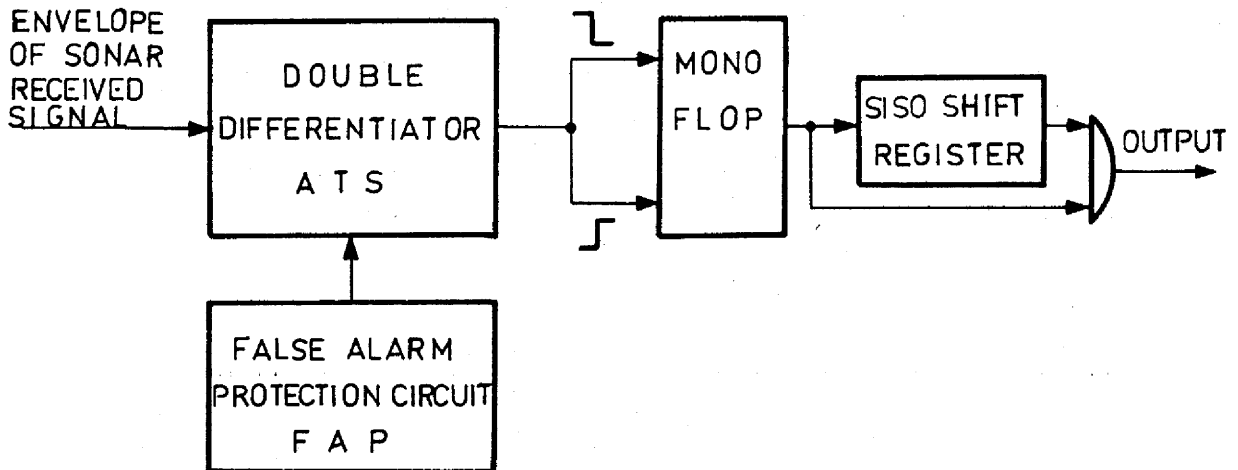 ENVELOPE
OF SONAR
RECEIVED
SIGNAL
DOUBLE
DIFFERENTIATOR
ATS
FALSE ALARM
PROTECTION CIRCUIT
FAP
MONO
FLOP
SISO SHIFT
REGISTER
OUTPUT